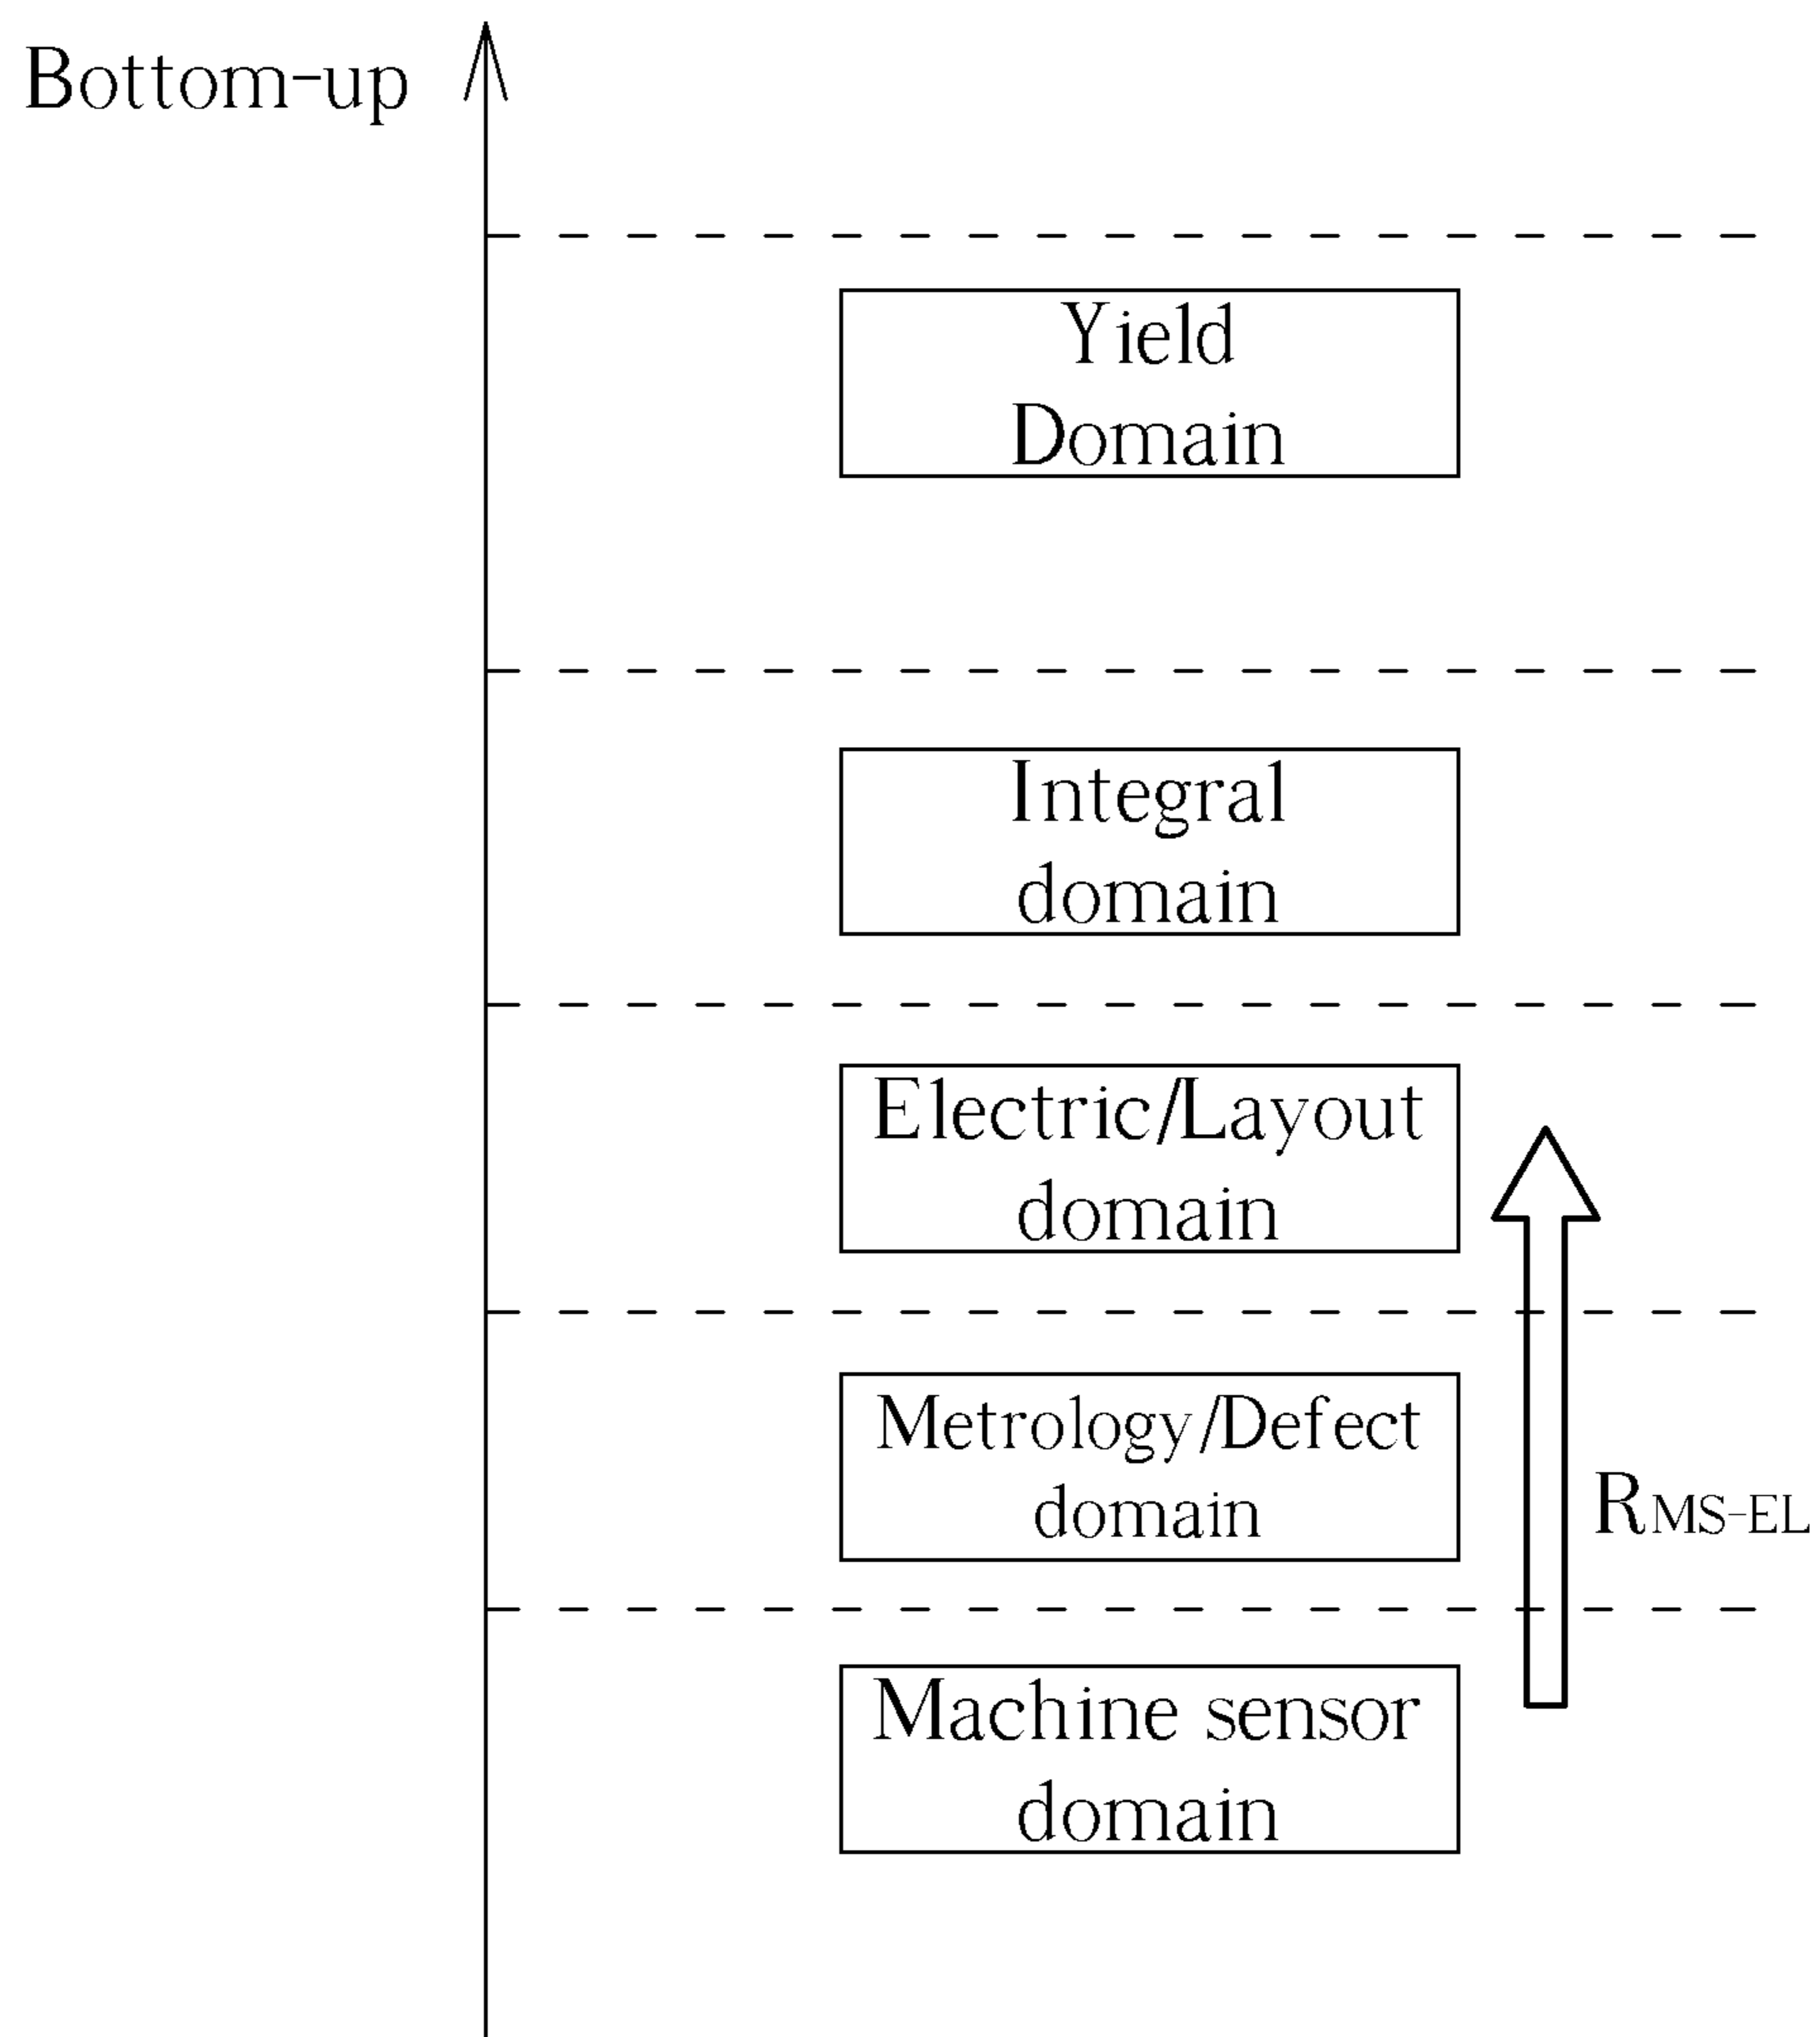 Bottom-up
Yield
Domain
Integral
domain
Electric/Layout
domain
Metrology/Defect
domain
RMS-EL
Machine sensor
domain